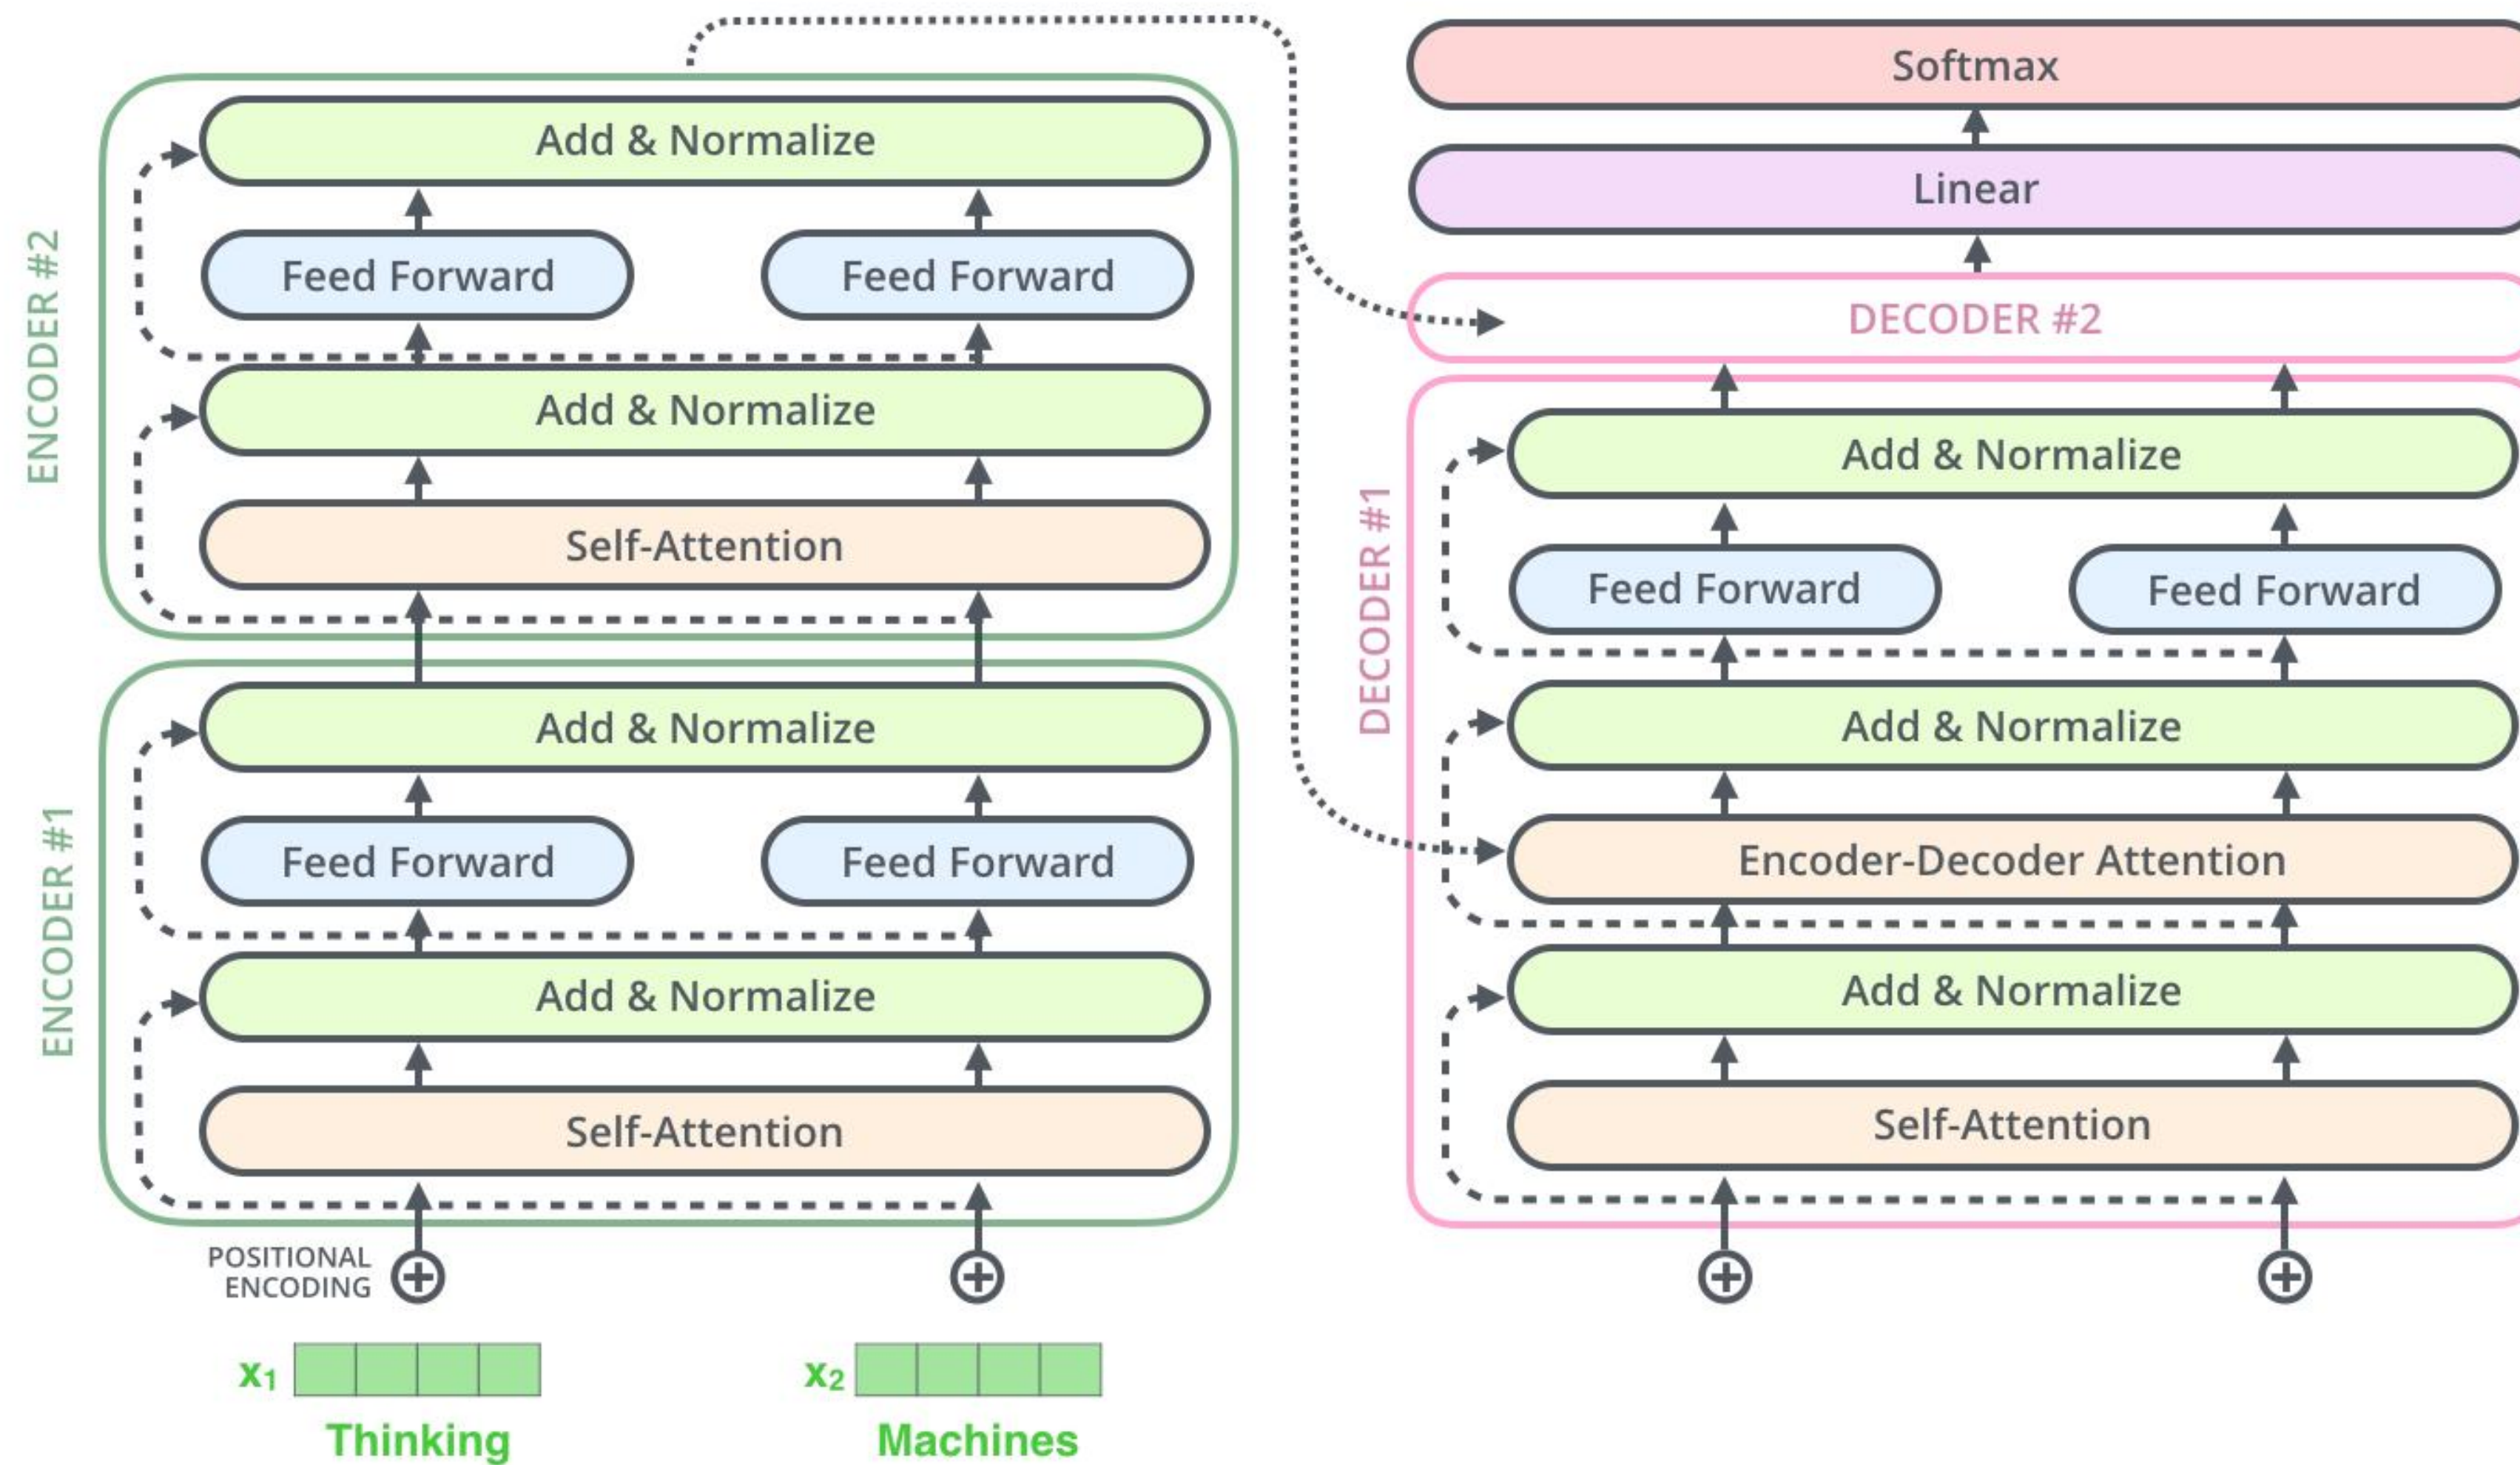 ENCODER #2
Add & Normalize
Feed Forward
Feed Forward
Add & Normalize
Self-Attention
ENCODER #1
Add & Normalize
Feed Forward
Feed Forward
Add & Normalize
Self-Attention
POSITIONAL
ENCODING
x₁
x₂
Thinking
Machines
Softmax
Linear
DECODER #2
DECODER #1
Add & Normalize
Feed Forward
Feed Forward
Add & Normalize
Encoder-Decoder Attention
Add & Normalize
Self-Attention